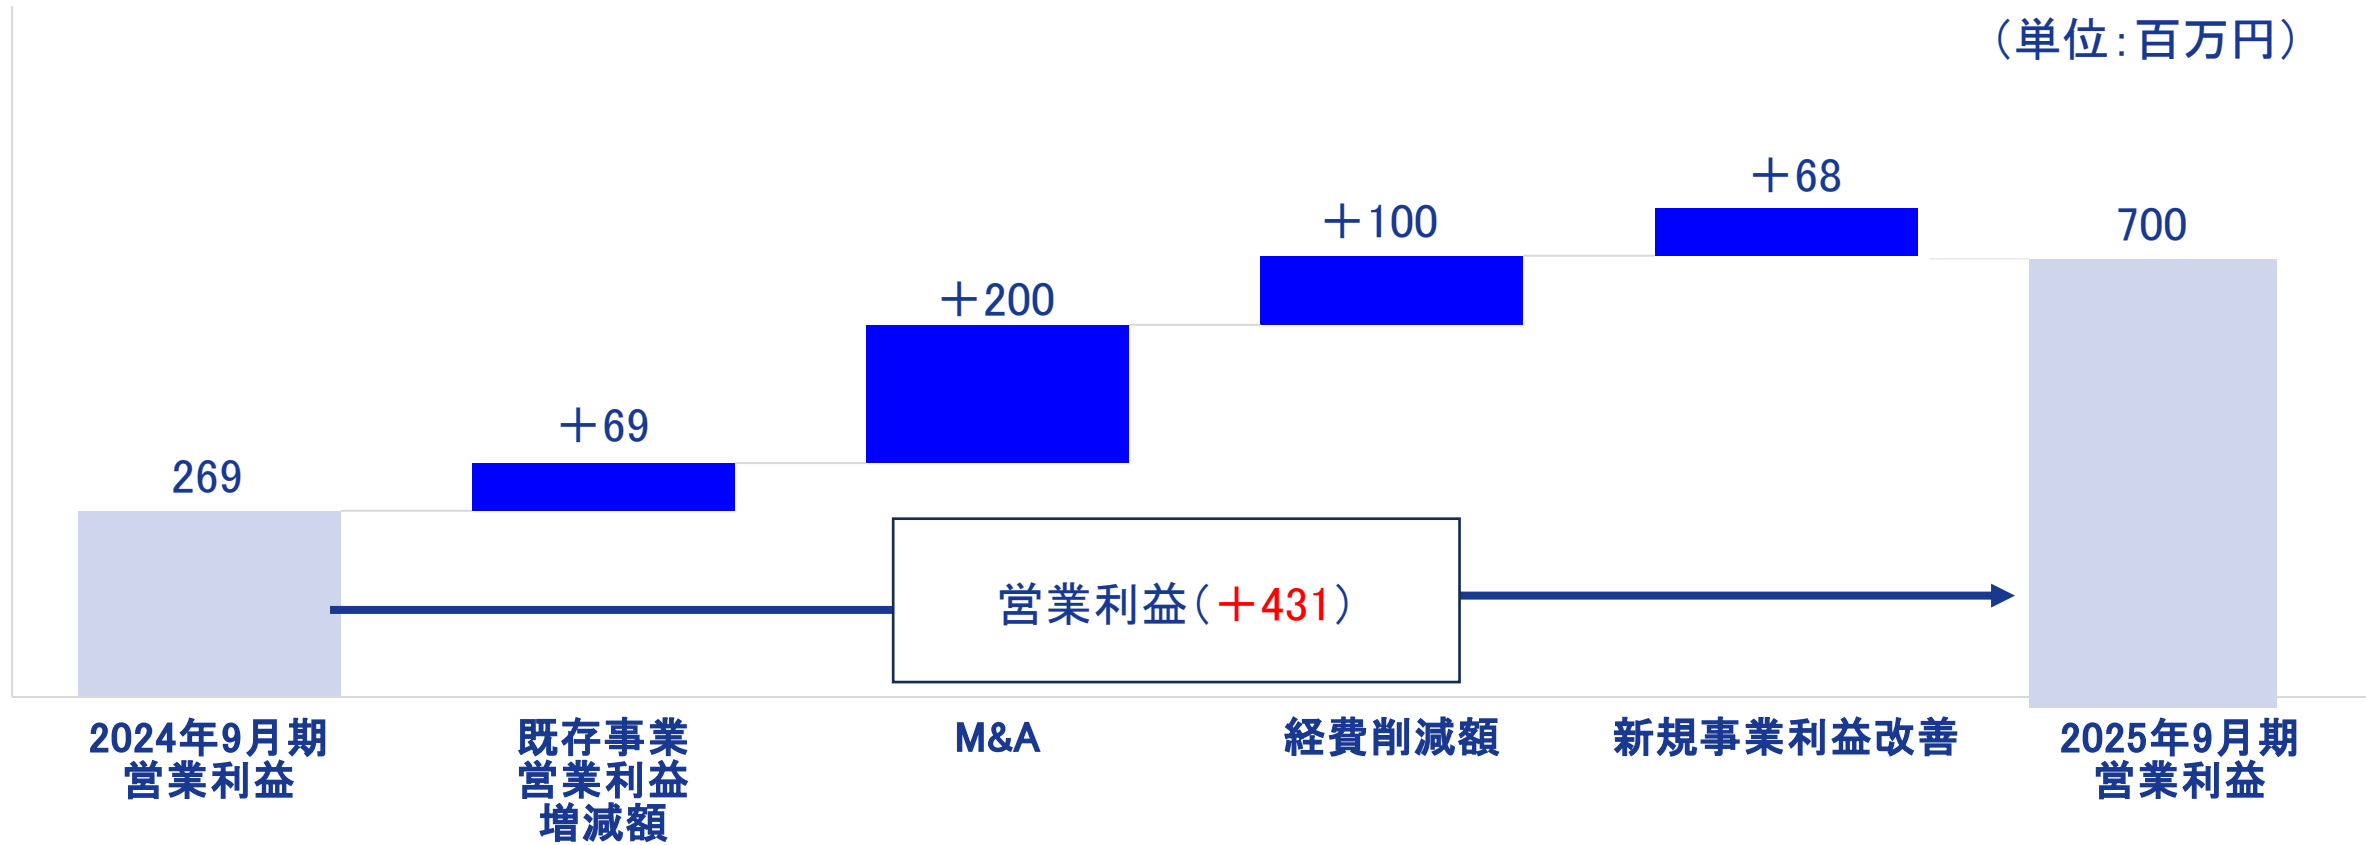 （単位：百万円）
＋68
＋100
700
＋200
＋69
269
営業利益（＋431）
2024年9月期
営業利益
既存事業
営業利益
増減額
M&A
経費削減額
新規事業利益改善
2025年9月期
営業利益